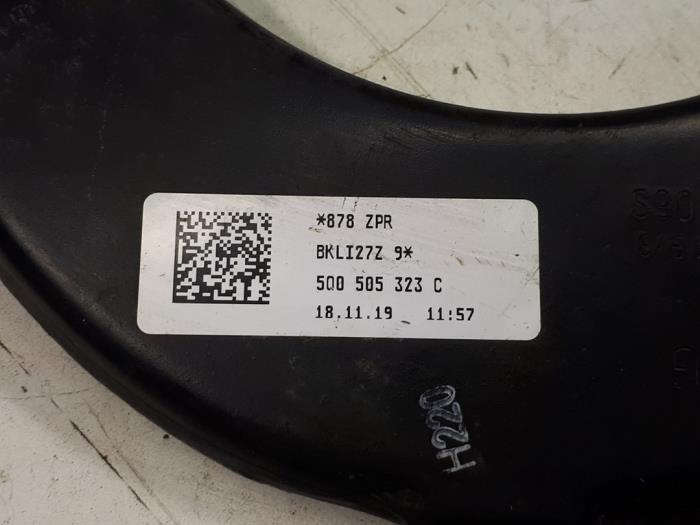 *878 ZPR
BKLI27Z 9*
5Q0 505 323 C
18.11.19 11:57
H220